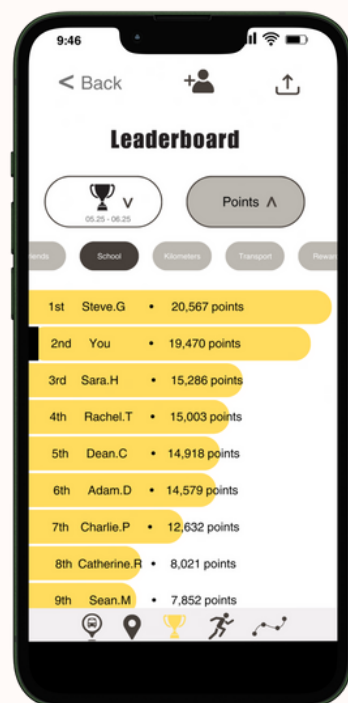 9:46
< Back
Leaderboard
05.25 - 06.25
Points
iends School Kilometers Transport Rewar
1st Steve.G • 20,567 points
2nd You • 19,470 points
3rd Sara.H • 15,286 points
4th Rachel.T • 15,003 points
5th Dean.C • 14,918 points
6th Adam.D • 14,579 points
7th Charlie.P • 12,632 points
8th Catherine.R • 8,021 points
9th Sean.M • 7,852 points